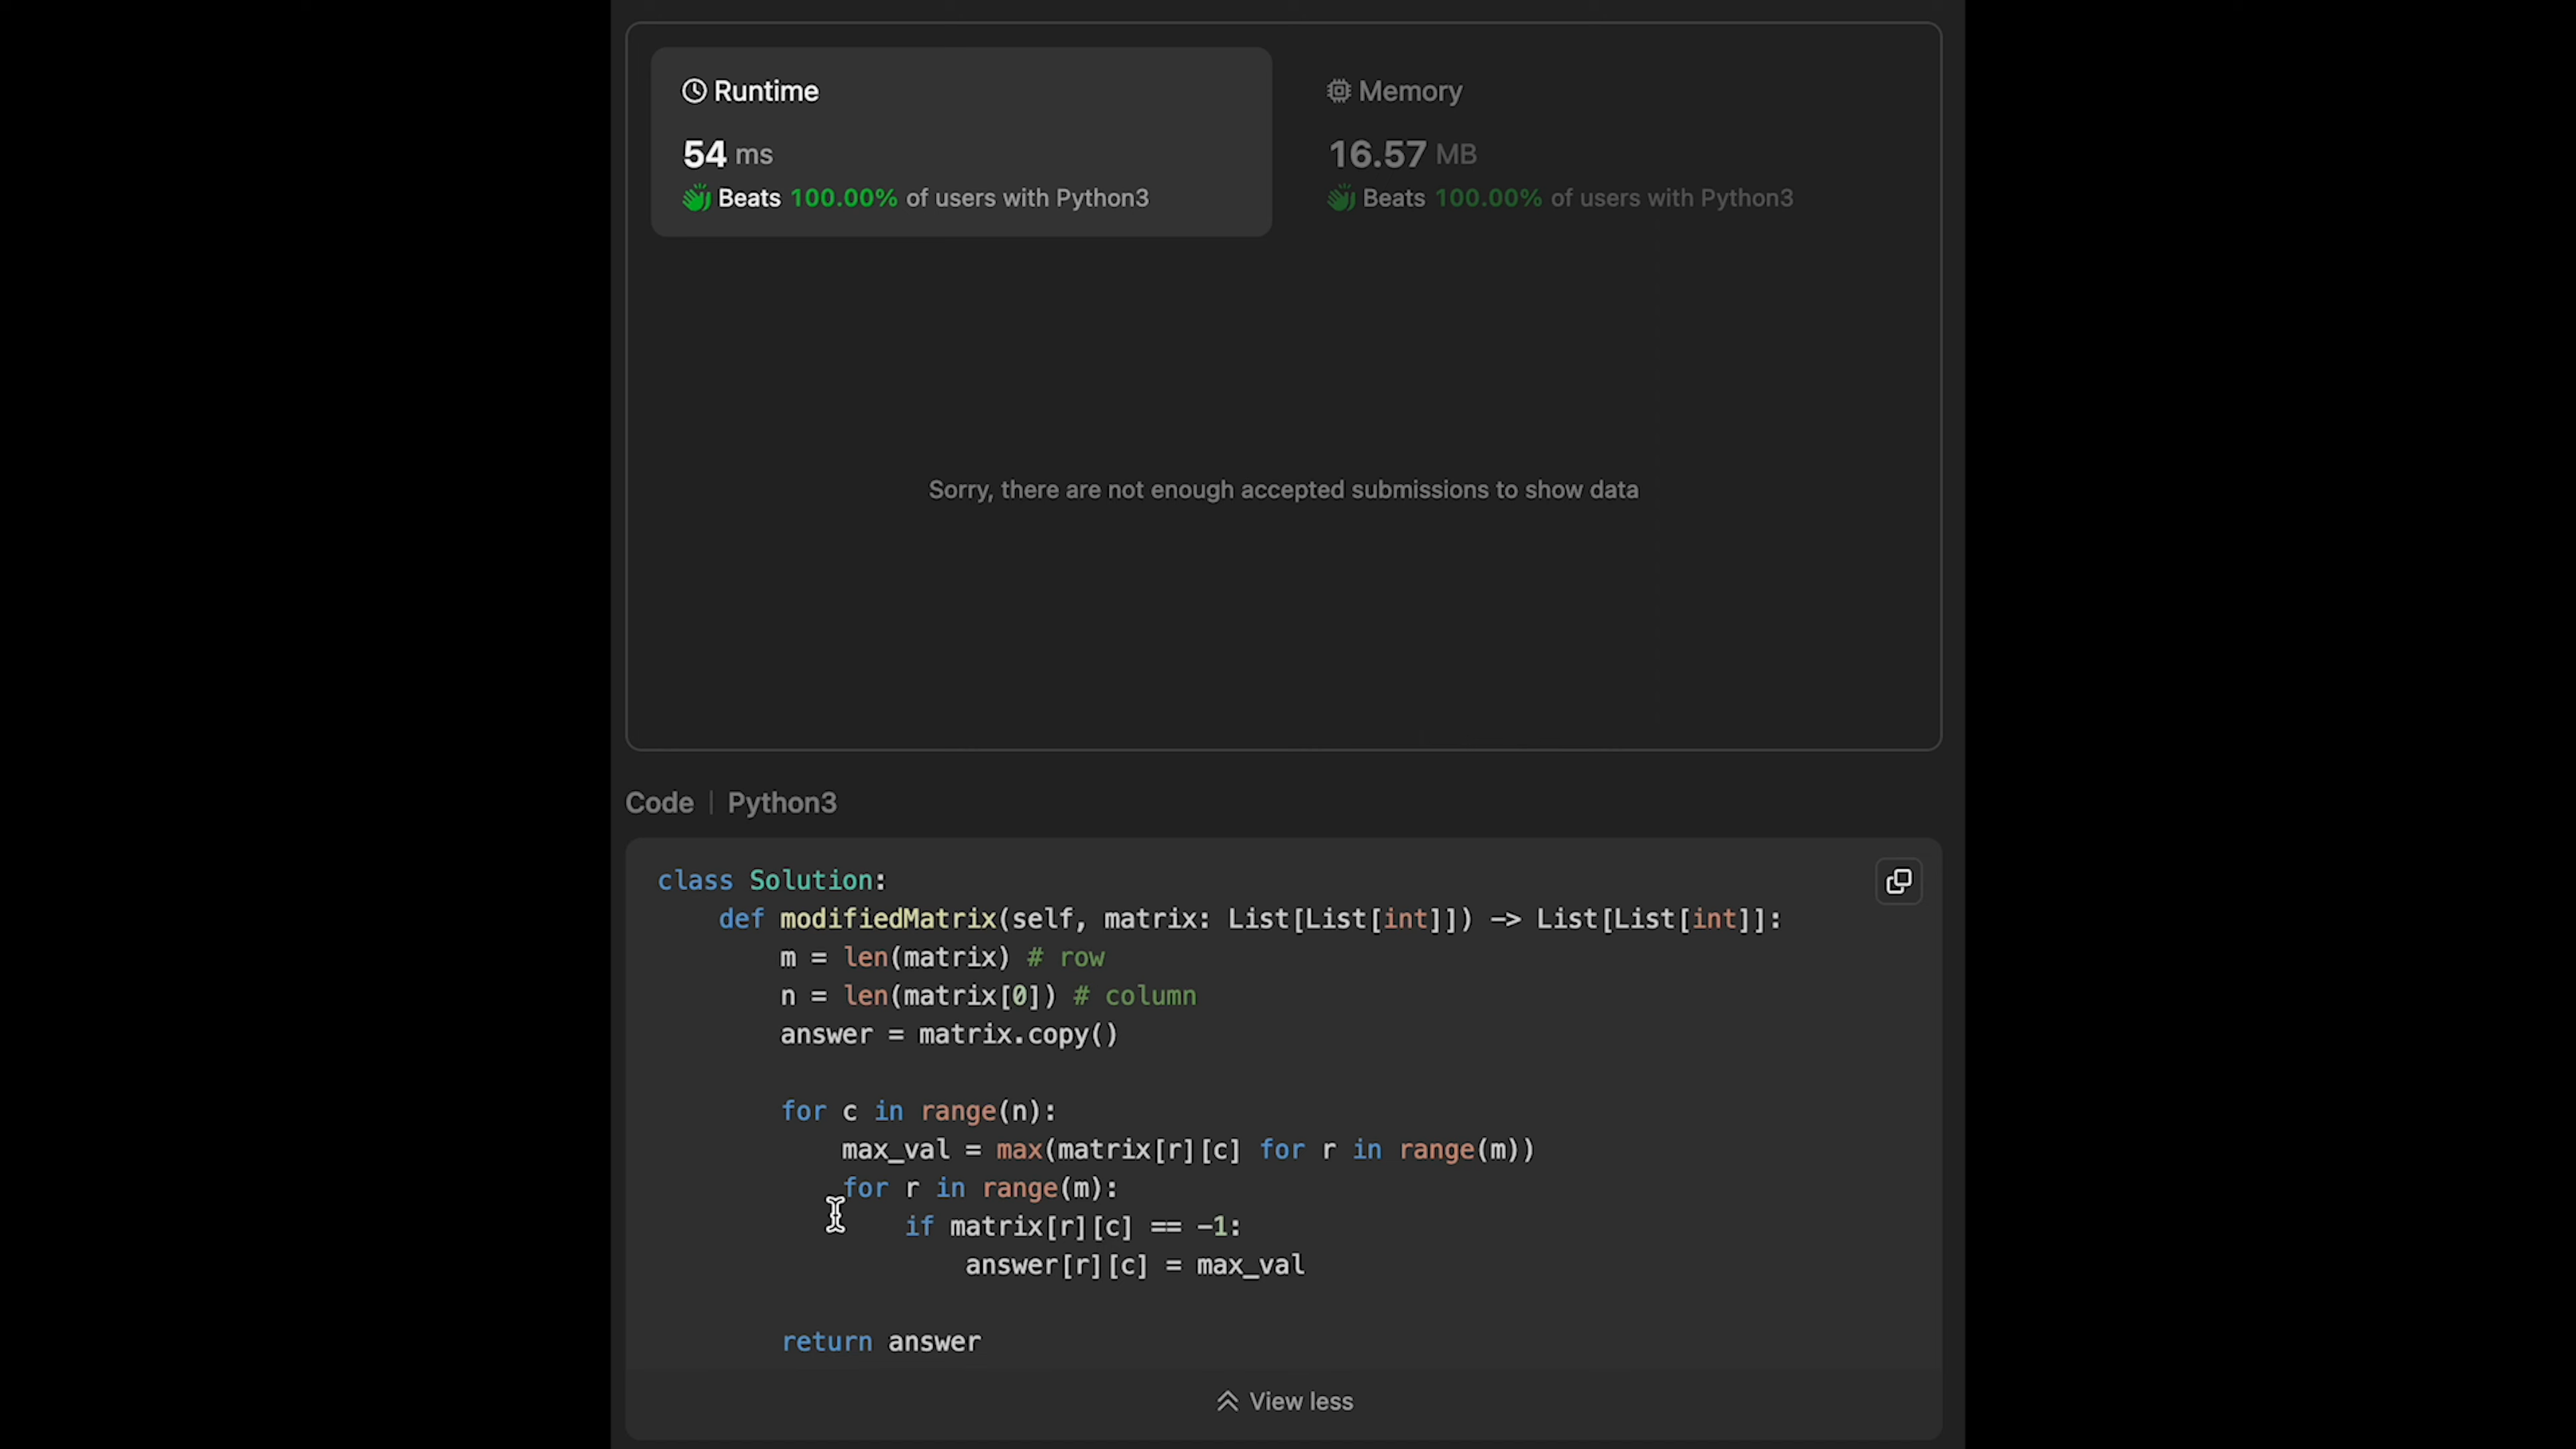 Runtime
54 ms
Beats 100.00% of users with Python3
Memory
16.57 MB
Beats 100.00% of users with Python3
Sorry, there are not enough accepted submissions to show data
Code | Python3
class Solution:
    def modifiedMatrix(self, matrix: List[List[int]]) -> List[List[int]]:
        m = len(matrix) # row
        n = len(matrix[0]) # column
        answer = matrix.copy()

        for c in range(n):
            max_val = max(matrix[r][c] for r in range(m))
            for r in range(m):
                if matrix[r][c] == -1:
                    answer[r][c] = max_val

        return answer
View less